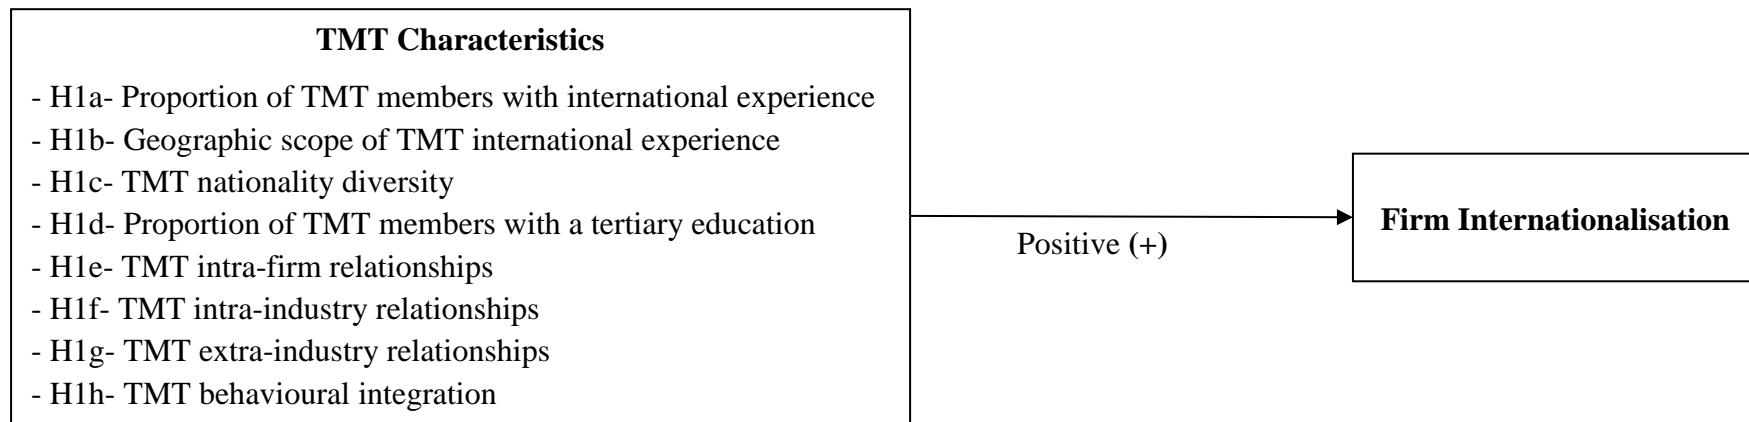 TMT Characteristics
- H1a- Proportion of TMT members with international experience
- H1b- Geographic scope of TMT international experience
- H1c- TMT nationality diversity
- H1d- Proportion of TMT members with a tertiary education
- H1e- TMT intra-firm relationships
- H1f- TMT intra-industry relationships
- H1g- TMT extra-industry relationships
- H1h- TMT behavioural integration
Positive (+)
Firm Internationalisation